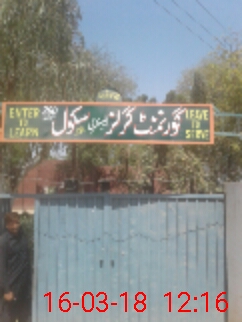 ENTER TO LEARN
گورنمنٹ گرلز سکول
LEAVE TO SERVE
16-03-18 12:16